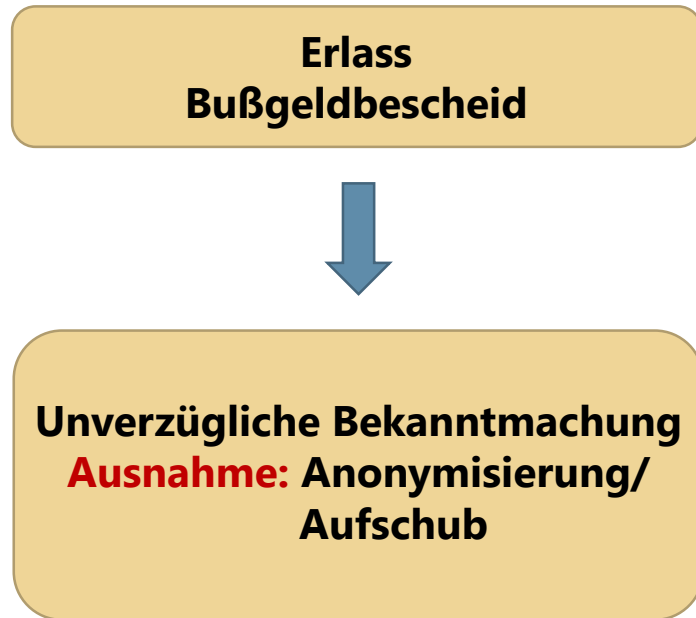 Erlass
Bußgeldbescheid
Unverzügliche Bekanntmachung
Ausnahme: Anonymisierung/
Aufschub